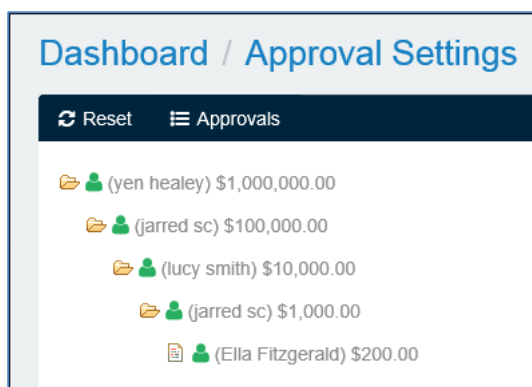 Dashboard / Approval Settings
Reset Approvals
(yen healey) $1,000,000.00
(jarred sc) $100,000.00
(lucy smith) $10,000.00
(jarred sc) $1,000.00
(Ella Fitzgerald) $200.00